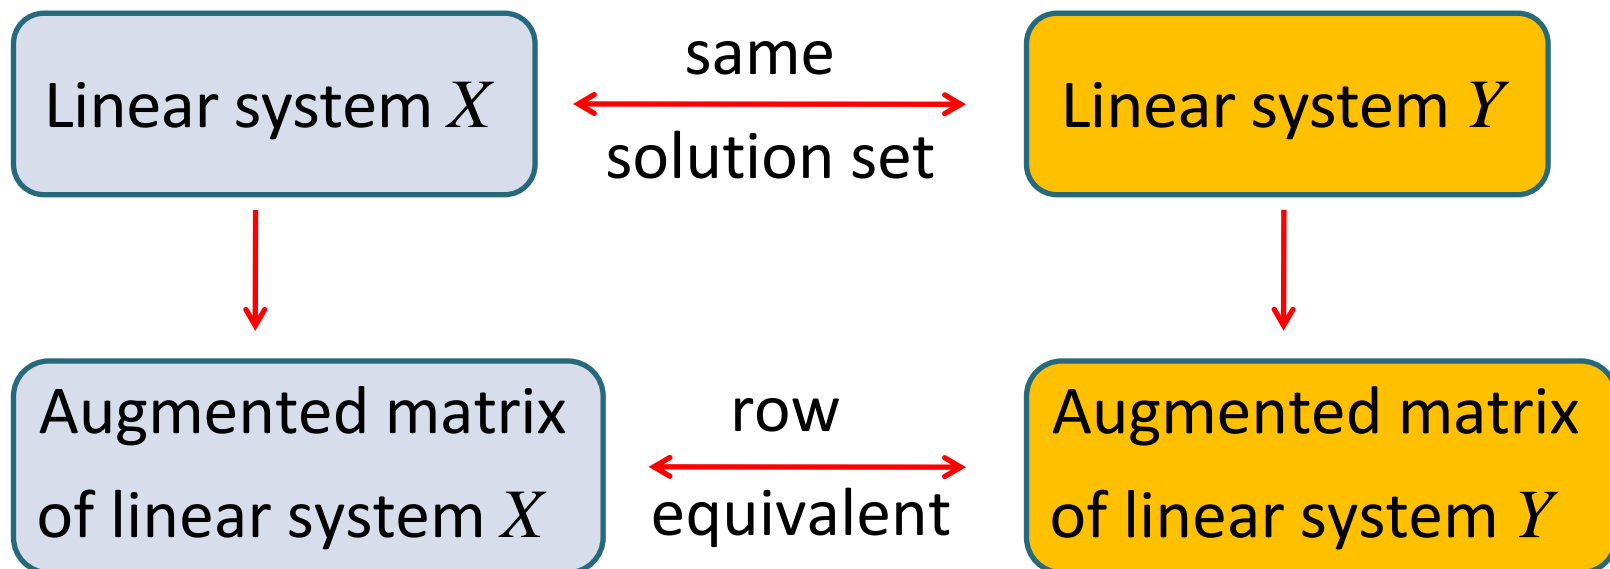 Linear system X
same
solution set
Linear system Y
Augmented matrix
of linear system X
row
equivalent
Augmented matrix
of linear system Y